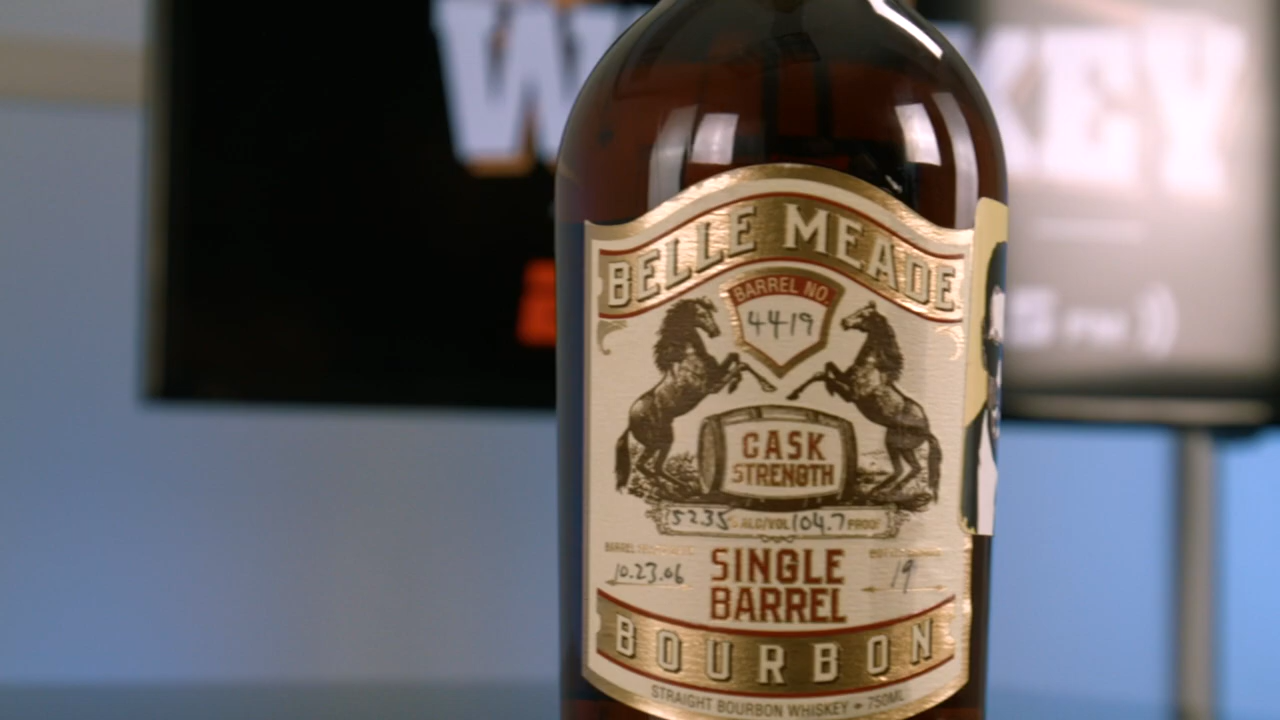 W KEY
BELLE MEADE
BARREL NO.
4419
CASK
STRENGTH
52.35% ALC/VOL 104.7 PROOF
SINGLE
BARREL
10.23.06
19
BOURBON
STRAIGHT BOURBON WHISKEY • 750ML